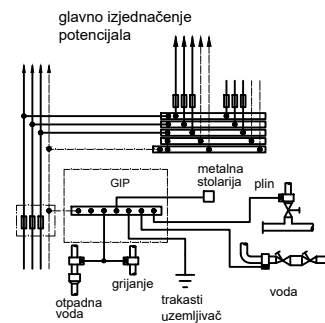 glavno izjednačenje
potencijala
metalna
stolarija
plin
GIP
grijanje
otpadna
voda
trakasti
uzemljivač
voda